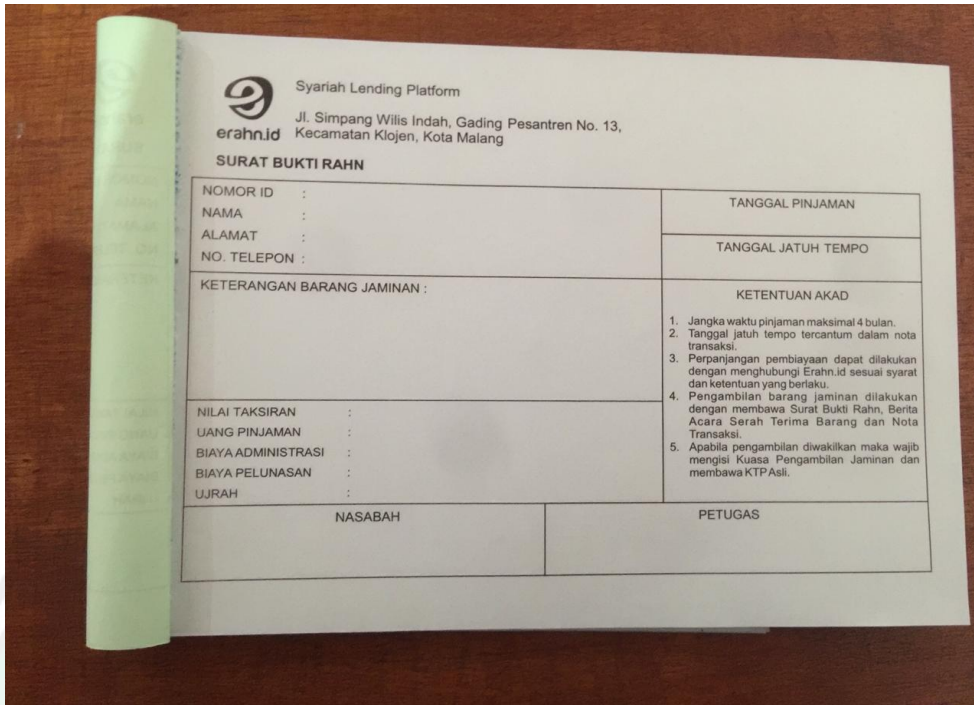 erahn.id
Syariah Lending Platform
Jl. Simpang Wilis Indah, Gading Pesantren No. 13,
Kecamatan Klojen, Kota Malang
SURAT BUKTI RAHN
NOMOR ID :
NAMA :
ALAMAT :
NO. TELEPON :
TANGGAL PINJAMAN
TANGGAL JATUH TEMPO
KETERANGAN BARANG JAMINAN :
KETENTUAN AKAD
1. Jangka waktu pinjaman maksimal 4 bulan.
2. Tanggal jatuh tempo tercantum dalam nota
transaksi.
3. Perpanjangan pembiayaan dapat dilakukan
dengan menghubungi Erahn.id sesuai syarat
dan ketentuan yang berlaku.
4. Pengambilan barang jaminan dilakukan
dengan membawa Surat Bukti Rahn, Berita
Acara Serah Terima Barang dan Nota
Transaksi.
5. Apabila pengambilan diwakilkan maka wajib
mengisi Kuasa Pengambilan Jaminan dan
membawa KTP Asli.
NILAI TAKSIRAN :
UANG PINJAMAN :
BIAYA ADMINISTRASI :
BIAYA PELUNASAN :
UJRAH :
NASABAH
PETUGAS